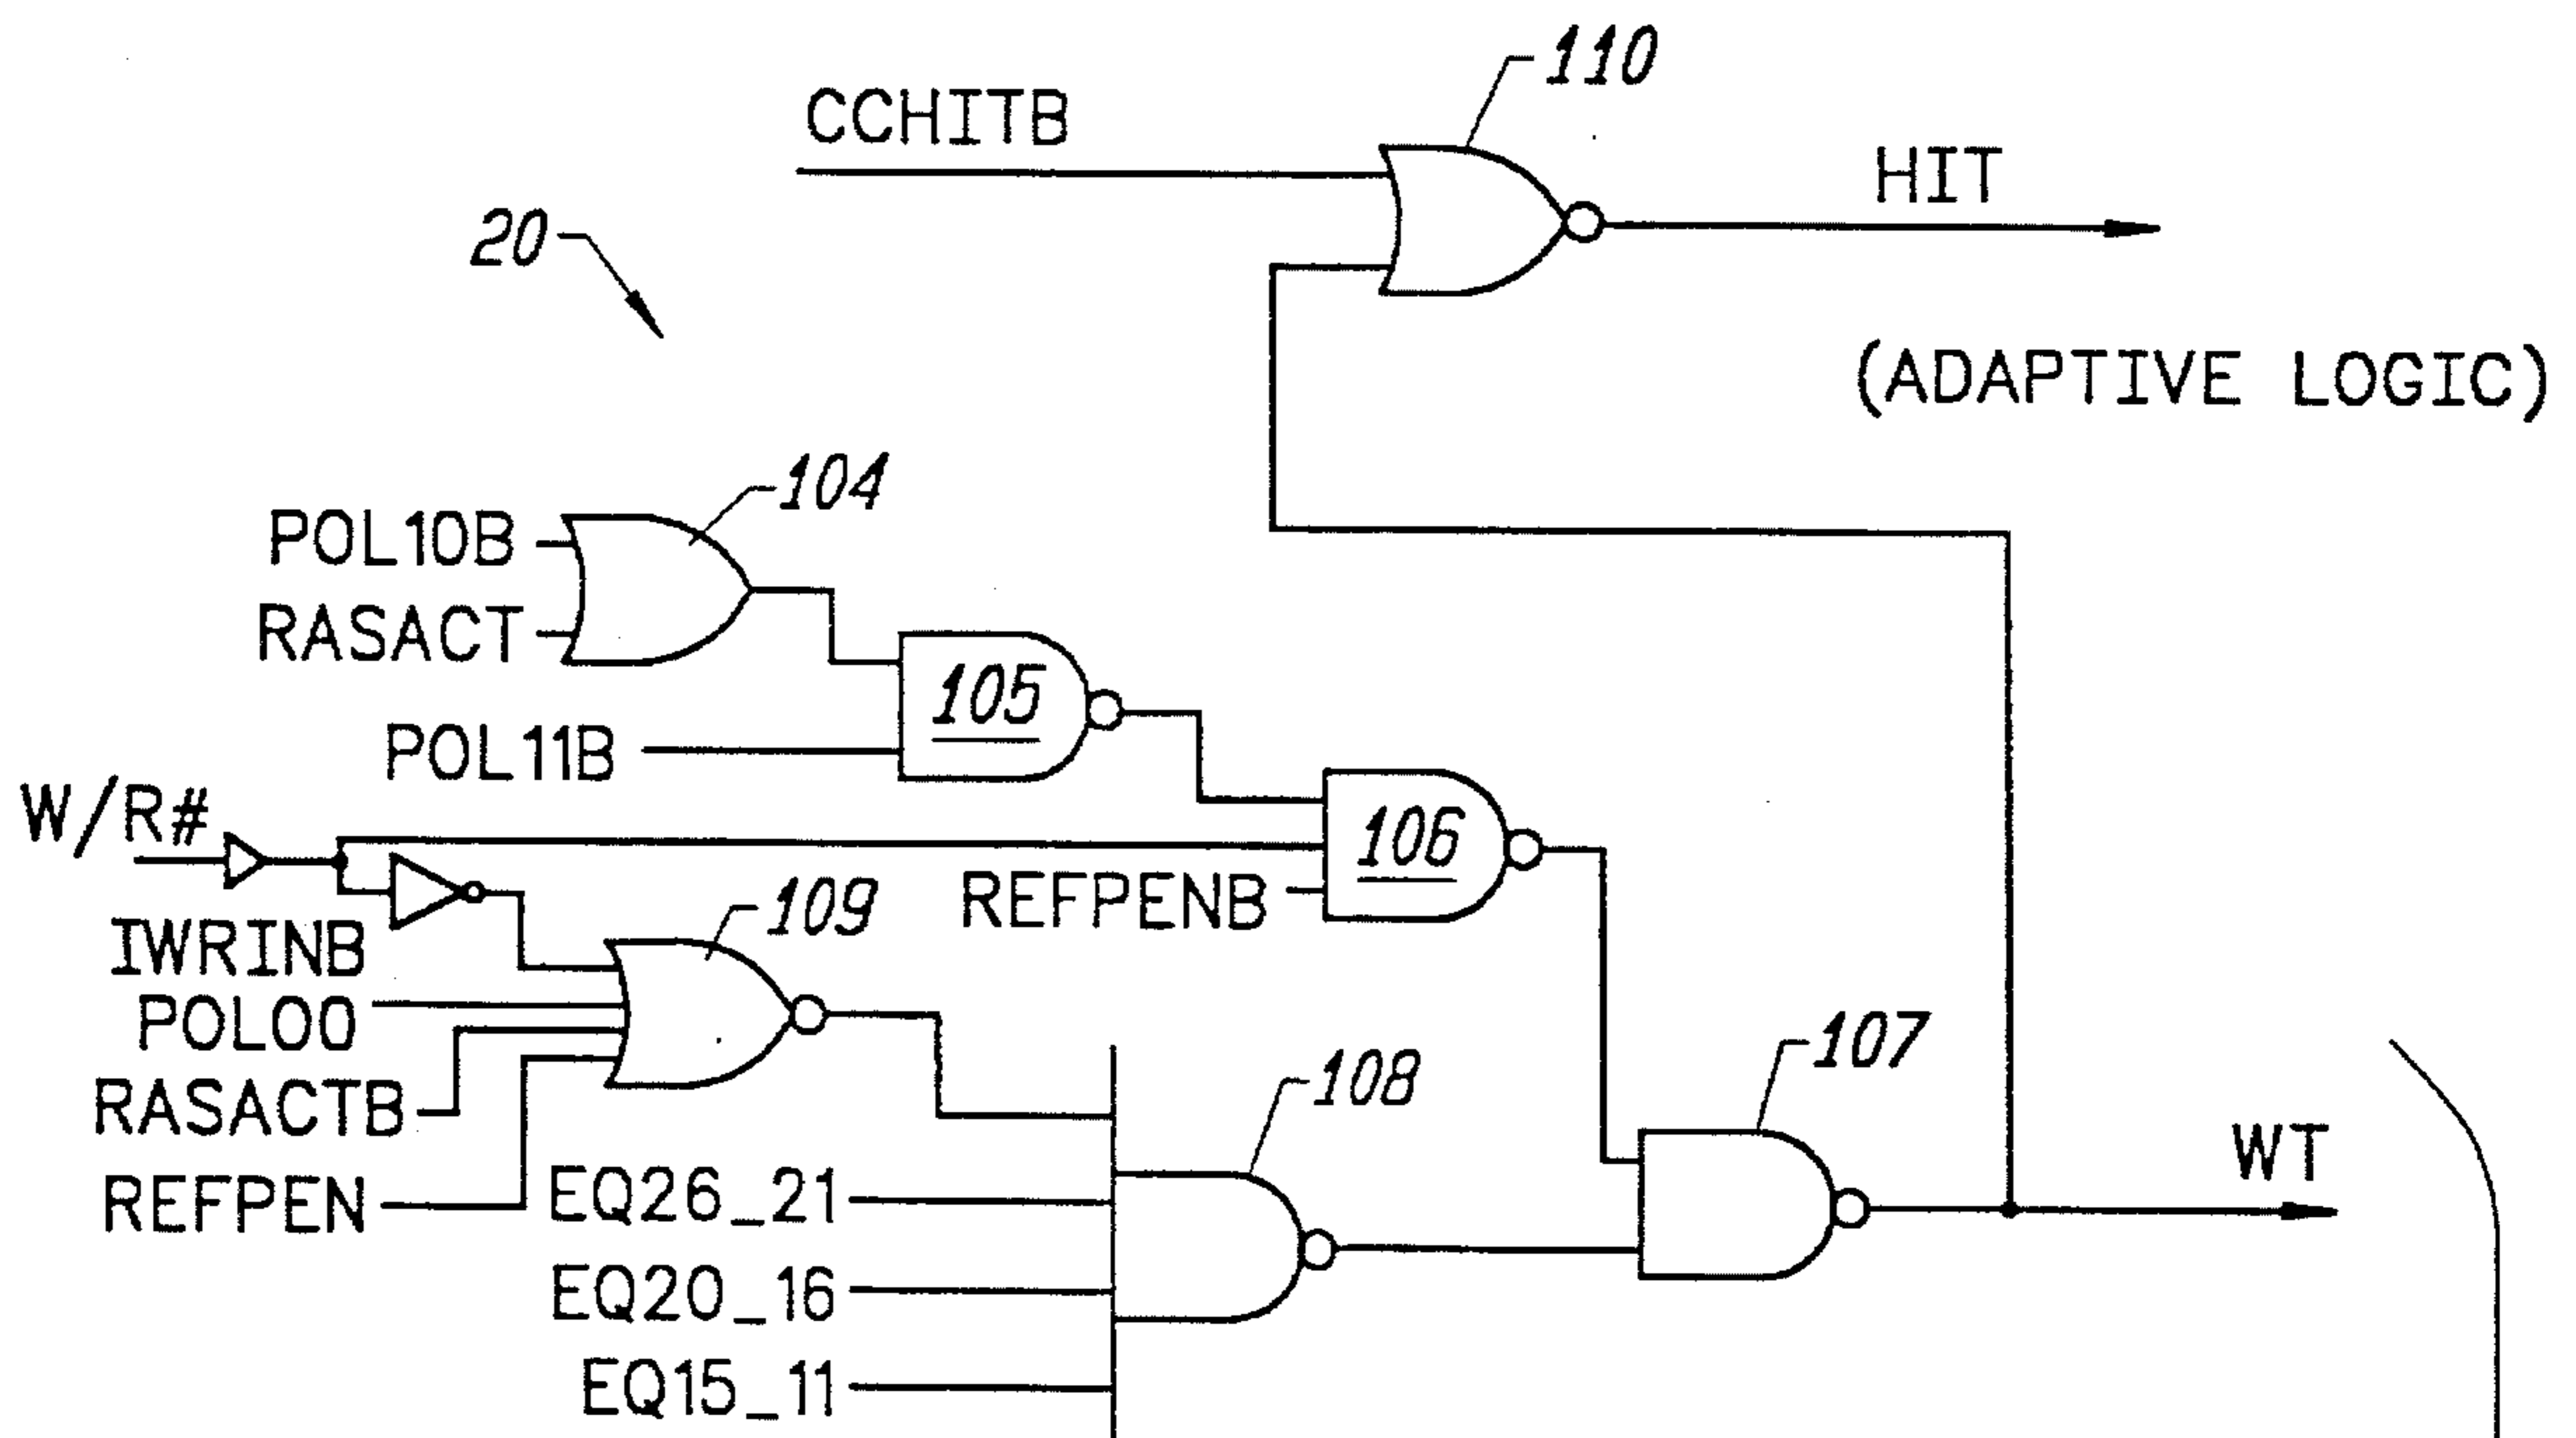 110
CCHITB
HIT
20
(ADAPTIVE LOGIC)
104
POL10B
RASACT
105
POL11B
W/R#
106
REFPENB
109
IWRINB
POL00
107
108
RASACTB
WT
EQ26_21
REFPEN
EQ20_16
EQ15_11